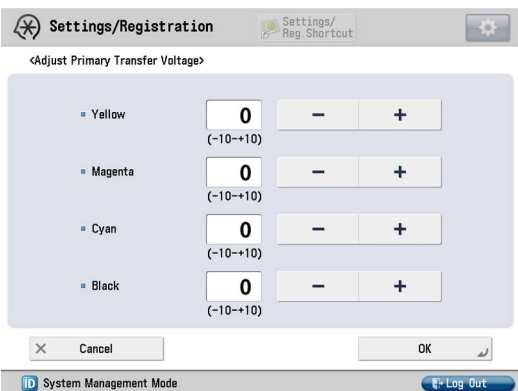 Settings/Registration
Settings/
Reg.Shortcut
<Adjust Primary Transfer Voltage>
Yellow 0 − +
(-10-+10)
Magenta 0 − +
(-10-+10)
Cyan 0 − +
(-10-+10)
Black 0 − +
(-10-+10)
Cancel OK
ID System Management Mode Log Out